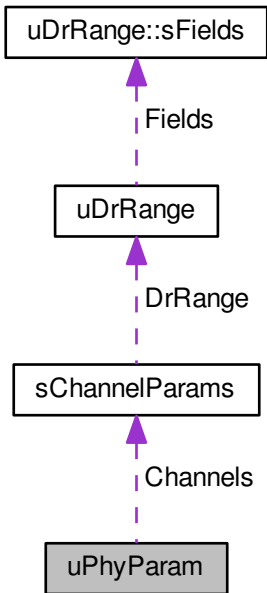 uDrRange::sFields
Fields
uDrRange
DrRange
sChannelParams
Channels
uPhyParam